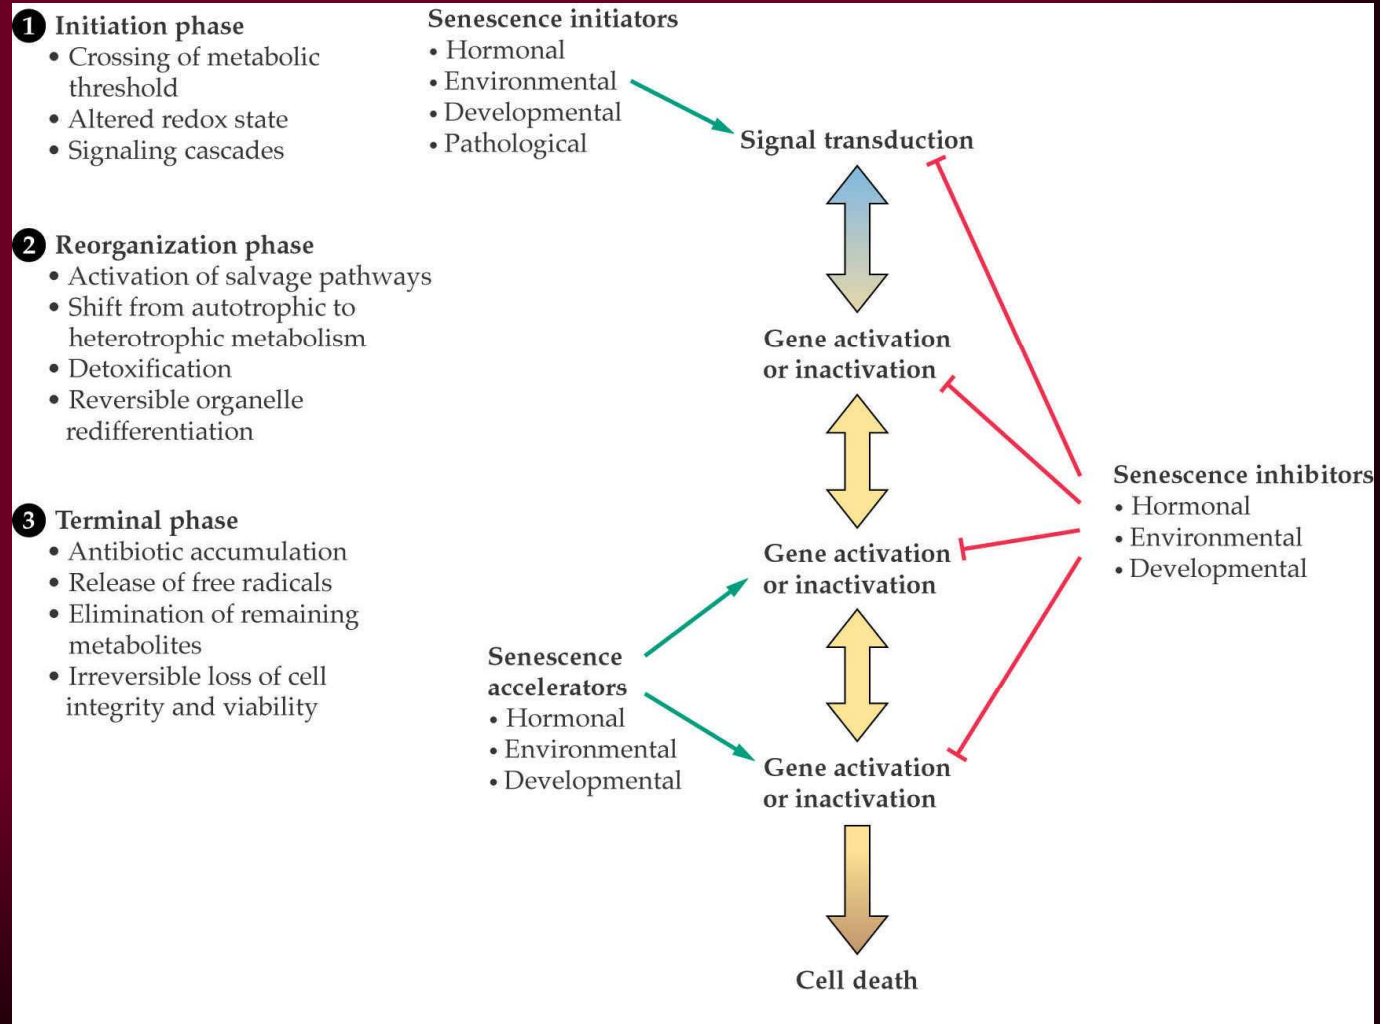 1 Initiation phase
• Crossing of metabolic
threshold
• Altered redox state
• Signaling cascades
2 Reorganization phase
• Activation of salvage pathways
• Shift from autotrophic to
heterotrophic metabolism
• Detoxification
• Reversible organelle
redifferentiation
3 Terminal phase
• Antibiotic accumulation
• Release of free radicals
• Elimination of remaining
metabolites
• Irreversible loss of cell
integrity and viability
Senescence initiators
• Hormonal
• Environmental
• Developmental
• Pathological
Signal transduction
Gene activation
or inactivation
Gene activation
or inactivation
Senescence
accelerators
• Hormonal
• Environmental
• Developmental
Gene activation
or inactivation
Cell death
Senescence inhibitors
• Hormonal
• Environmental
• Developmental